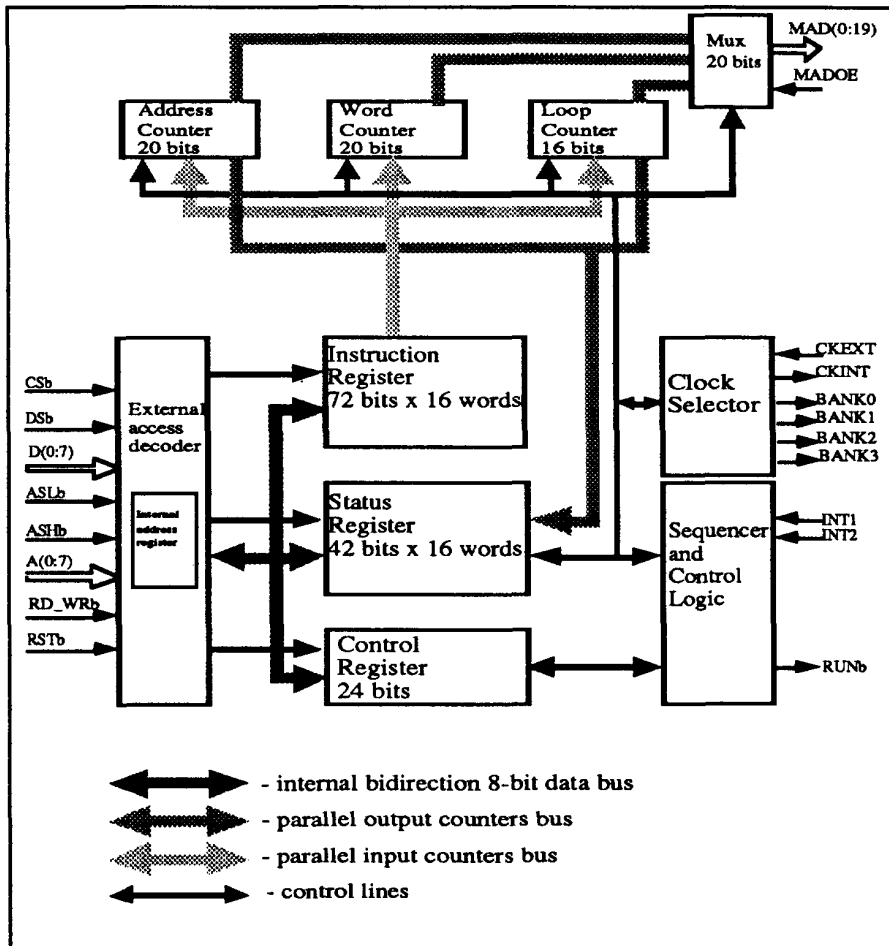 MAD(0:19)
Mux
20 bits
MADOE
Address
Counter
20 bits
Word
Counter
20 bits
Loop
Counter
16 bits
CSb
DSb
D(0:7)
ASLb
ASHb
A(0:7)
RD_WRb
RSTb
External
access
decoder
Internal
address
register
Instruction
Register
72 bits x 16 words
Status
Register
42 bits x 16 words
Control
Register
24 bits
Clock
Selector
CKEXT
CKINT
BANK0
BANK1
BANK2
BANK3
Sequencer
and
Control
Logic
INT1
INT2
RUNb
- internal bidirection 8-bit data bus
- parallel output counters bus
- parallel input counters bus
- control lines